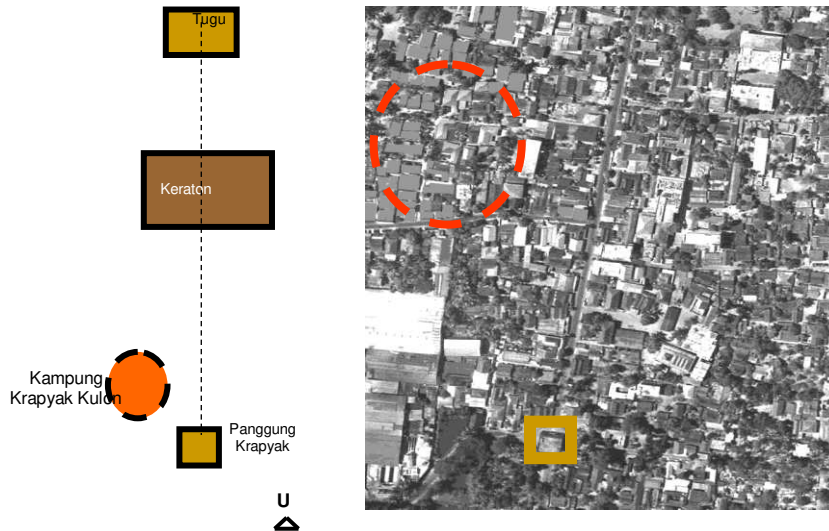 Tugu
Keraton
Kampung
Krapyak Kulon
Panggung
Krapyak
U